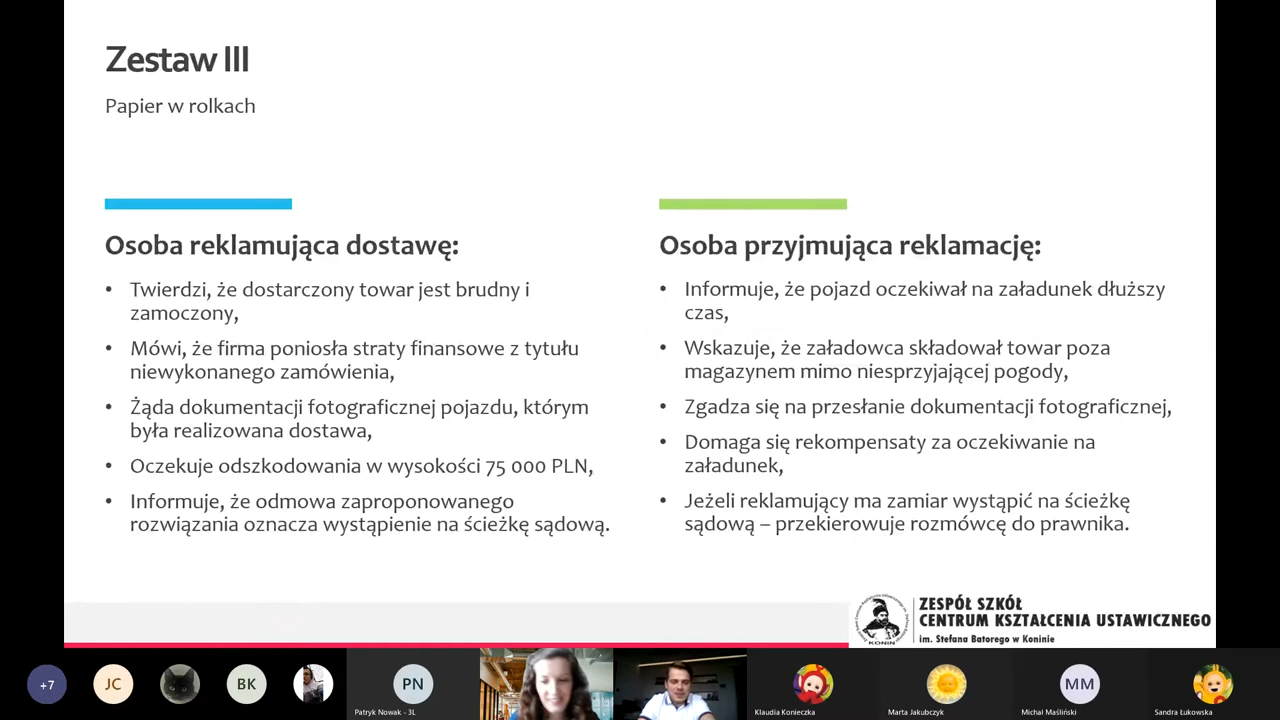 Zestaw III
Papier w rolkach
Osoba reklamująca dostawę:
• Twierdzi, że dostarczony towar jest brudny i
zamoczony,
• Mówi, że firma poniosła straty finansowe z tytułu
niewykonanego zamówienia,
• Żąda dokumentacji fotograficznej pojazdu, którym
była realizowana dostawa,
• Oczekuje odszkodowania w wysokości 75 000 PLN,
• Informuje, że odmowa zaproponowanego
rozwiązania oznacza wystąpienie na ścieżkę sądową.
Osoba przyjmująca reklamację:
• Informuje, że pojazd oczekiwał na załadunek dłuższy
czas,
• Wskazuje, że załadowca składował towar poza
magazynem mimo niesprzyjającej pogody,
• Zgadza się na przesłanie dokumentacji fotograficznej,
• Domaga się rekompensaty za oczekiwanie na
załadunek,
• Jeżeli reklamujący ma zamiar wystąpić na ścieżkę
sądową – przekierowuje rozmówcę do prawnika.
KONIN
ZESPÓŁ SZKÓŁ
CENTRUM KSZTAŁCENIA USTAWICZNEGO
im. Stefana Batorego w Koninie
+7
JC
BK
PN
MM
Patryk Nowak - 3L
Klaudia Konieczka
Marta Jakubczyk
Michał Maśliński
Sandra Łukowska